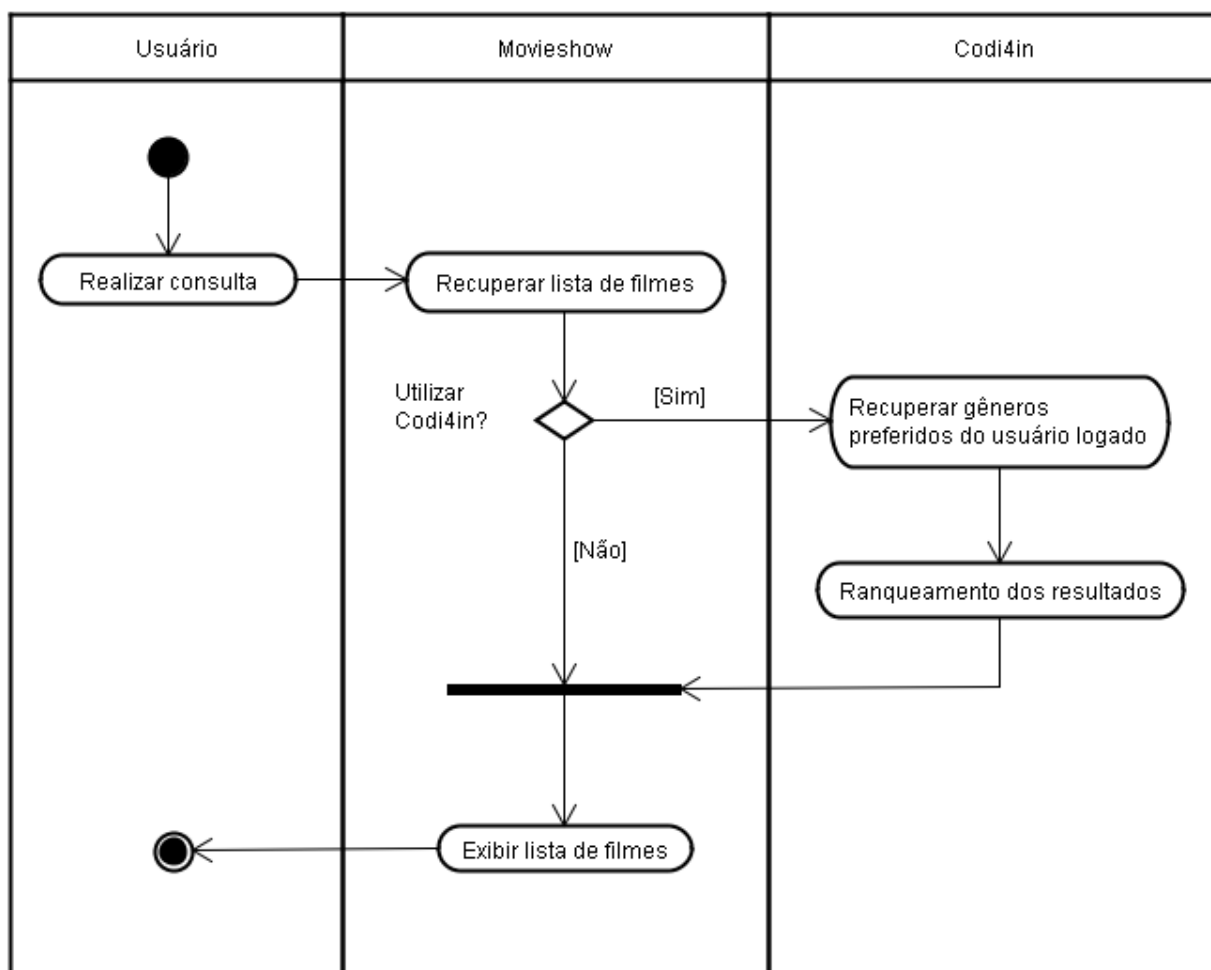 Usuário
Movieshow
Codi4in
Realizar consulta
Recuperar lista de filmes
Utilizar
Codi4in?
[Sim]
Recuperar gêneros
preferidos do usuário logado
[Não]
Ranqueamento dos resultados
Exibir lista de filmes